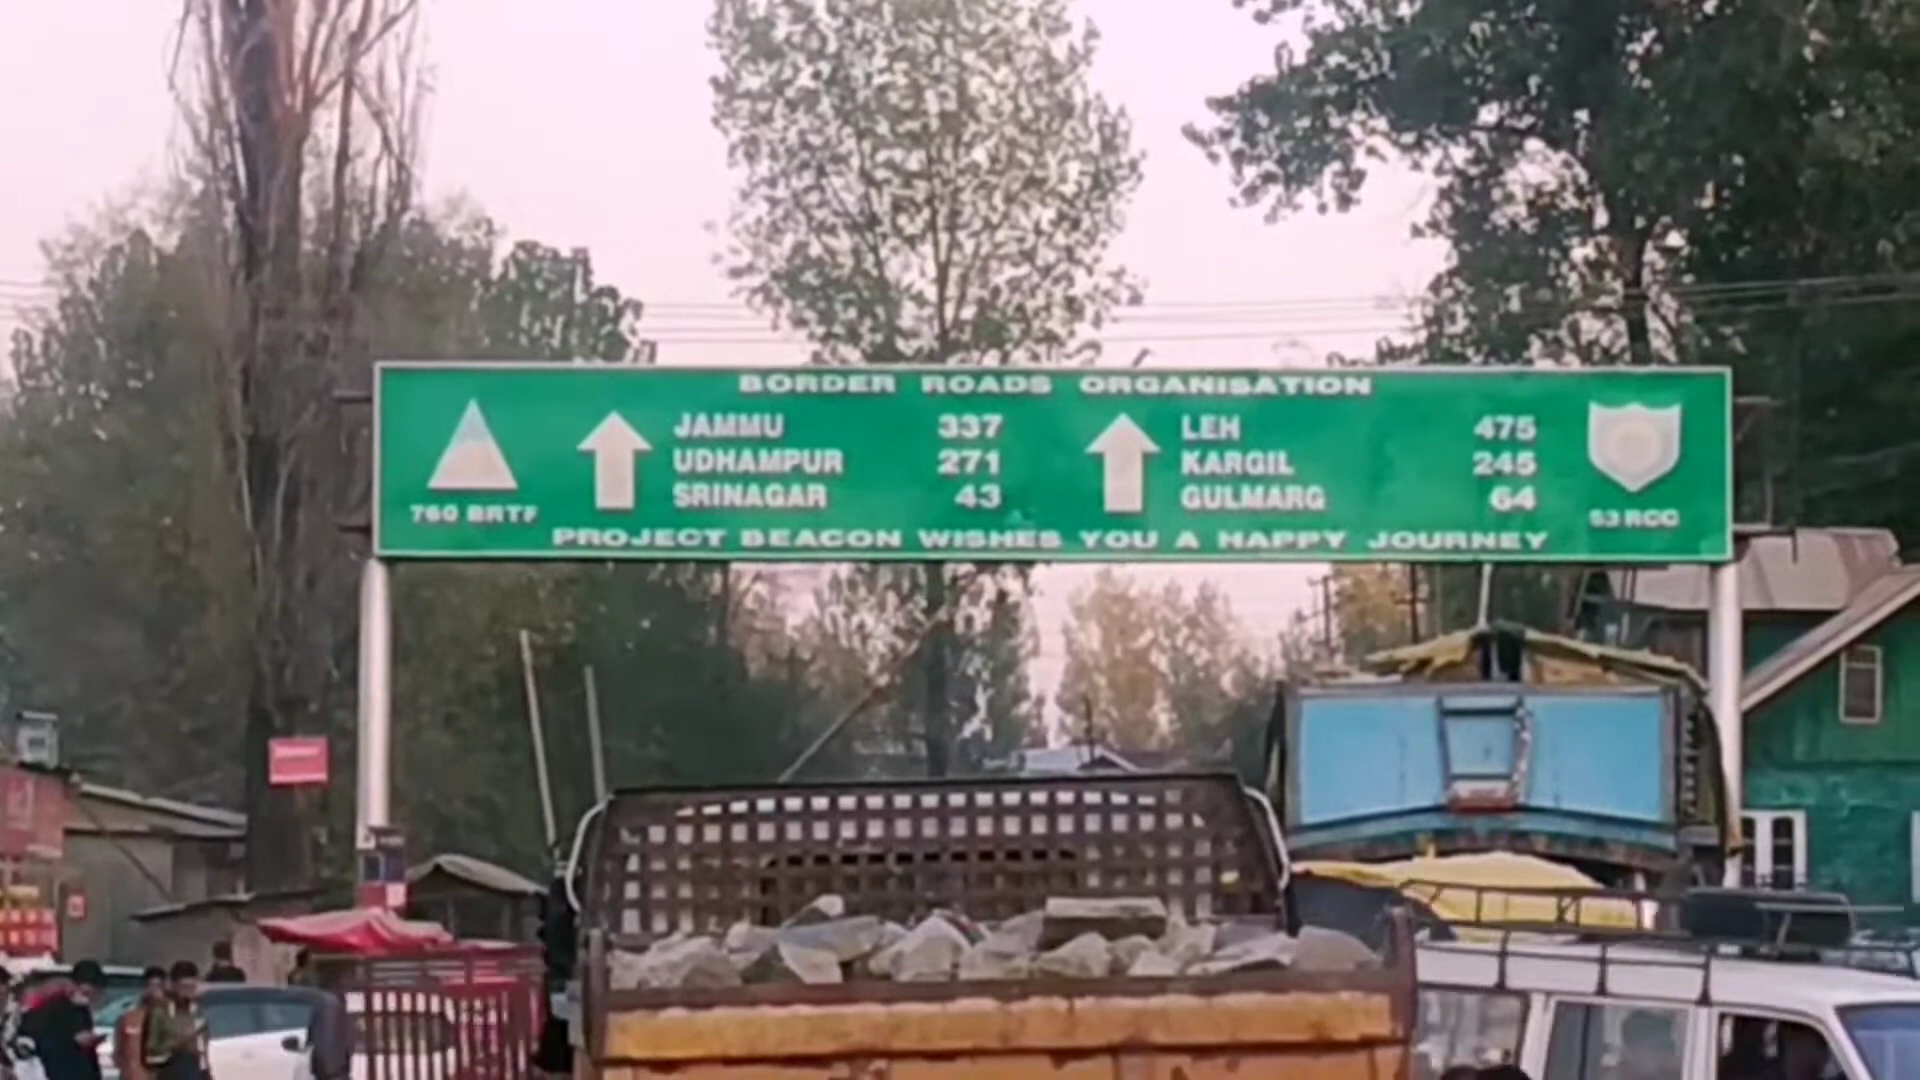 BORDER ROADS ORGANISATION
JAMMU 337
UDHAMPUR 271
SRINAGAR 43
LEH 475
KARGIL 245
GULMARG 64
760 BRTF
53 RCC
PROJECT BEACON WISHES YOU A HAPPY JOURNEY